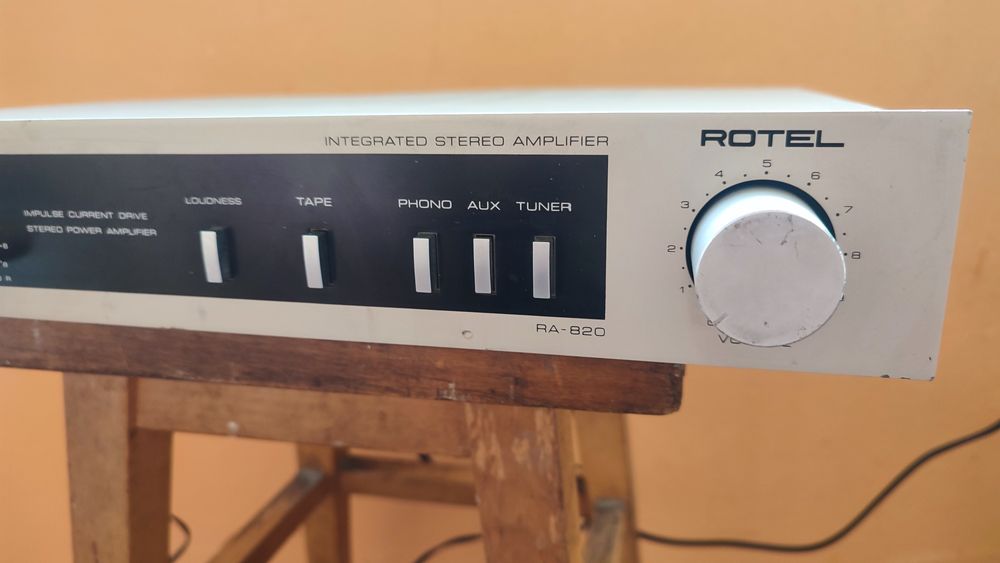 INTEGRATED STEREO AMPLIFIER
ROTEL
IMPULSE CURRENT DRIVE
STEREO POWER AMPLIFIER
LOUDNESS
TAPE
PHONO AUX TUNER
1 2 3 4 5 6 7 8
RA-820